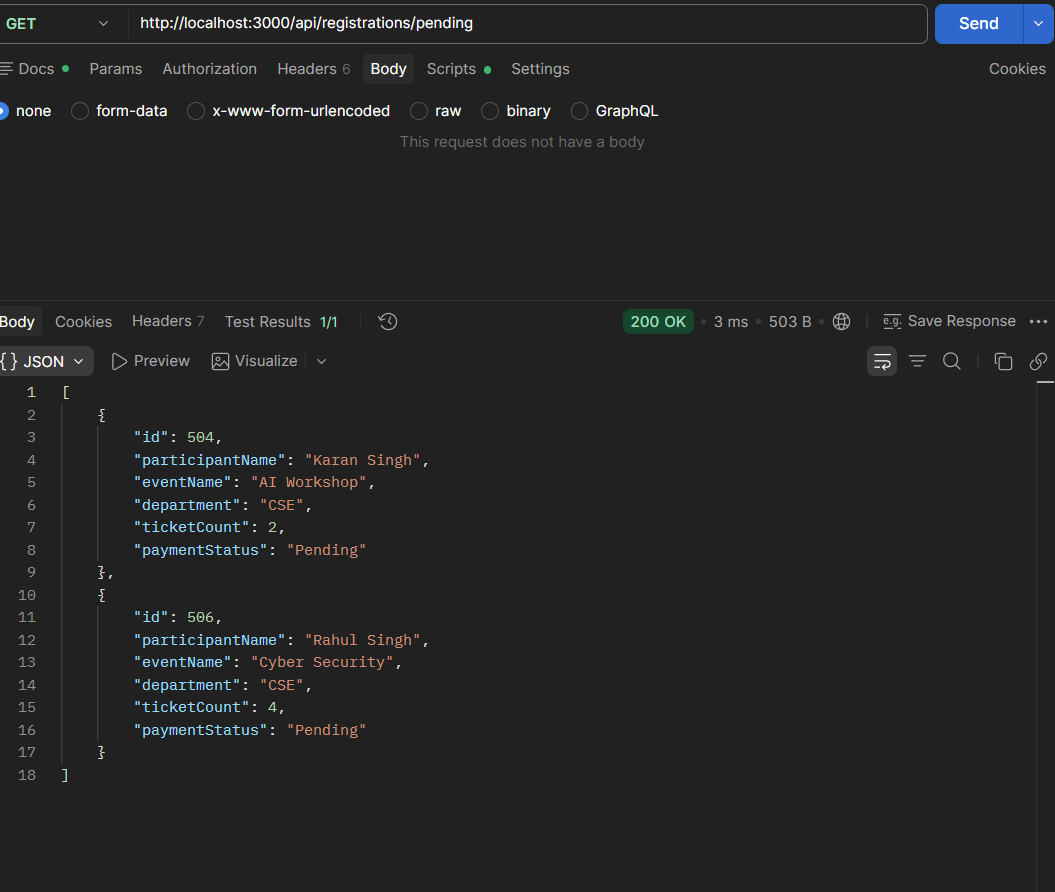 GET http://localhost:3000/api/registrations/pending Send
Docs Params Authorization Headers 6 Body Scripts Settings Cookies
none form-data x-www-form-urlencoded raw binary GraphQL
This request does not have a body
Body Cookies Headers 7 Test Results 1/1 200 OK • 3 ms • 503 B • e.g. Save Response
{} JSON Preview Visualize
1 [
2 {
3 "id": 504,
4 "participantName": "Karan Singh",
5 "eventName": "AI Workshop",
6 "department": "CSE",
7 "ticketCount": 2,
8 "paymentStatus": "Pending"
9 },
10 {
11 "id": 506,
12 "participantName": "Rahul Singh",
13 "eventName": "Cyber Security",
14 "department": "CSE",
15 "ticketCount": 4,
16 "paymentStatus": "Pending"
17 }
18 ]